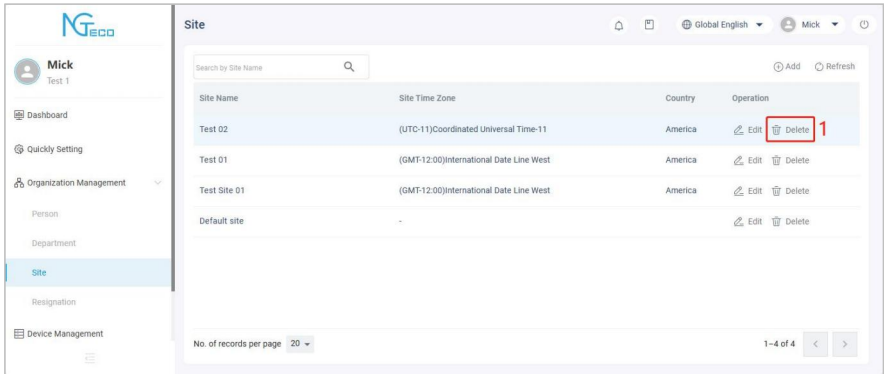 NGTECO
Site
Global English
Mick
Mick
Test 1
Search by Site Name
Add
Refresh
Dashboard
Quickly Setting
Organization Management
Person
Department
Site
Resignation
Device Management
Site Name Site Time Zone Country Operation
Test 02 (UTC-11)Coordinated Universal Time-11 America Edit Delete 1
Test 01 (GMT-12:00)International Date Line West America Edit Delete
Test Site 01 (GMT-12:00)International Date Line West America Edit Delete
Default site - Edit Delete
No. of records per page 20
1–4 of 4